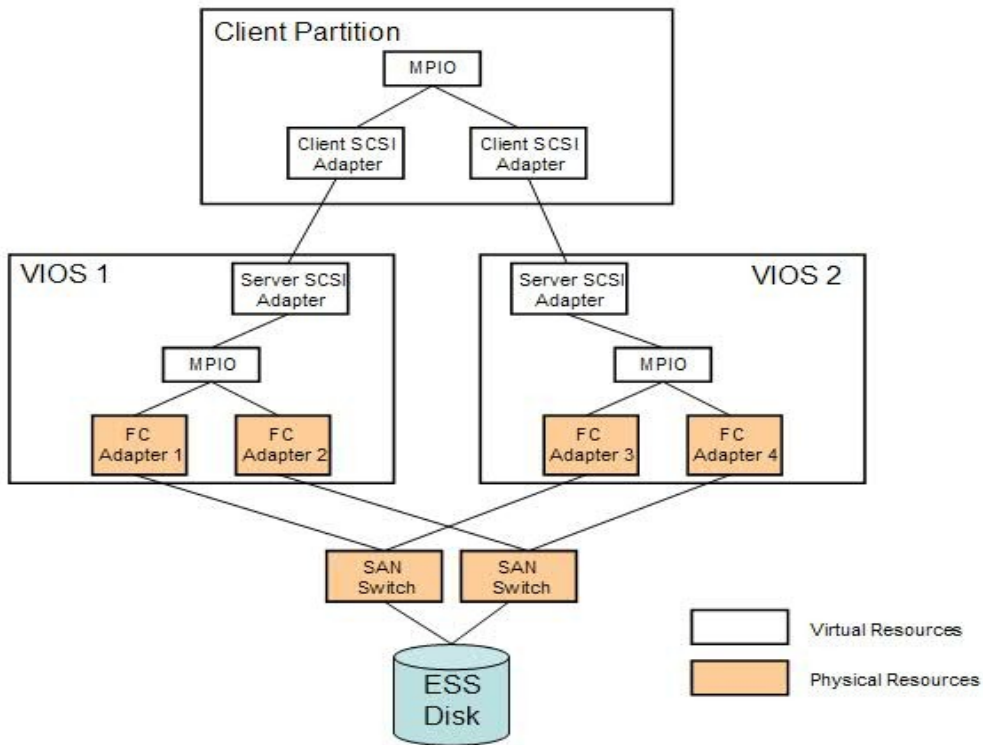 Client Partition
MPIO
Client SCSI
Adapter
Client SCSI
Adapter
VIOS 1
Server SCSI
Adapter
MPIO
FC
Adapter 1
FC
Adapter 2
VIOS 2
Server SCSI
Adapter
MPIO
FC
Adapter 3
FC
Adapter 4
SAN
Switch
SAN
Switch
ESS
Disk
Virtual Resources
Physical Resources